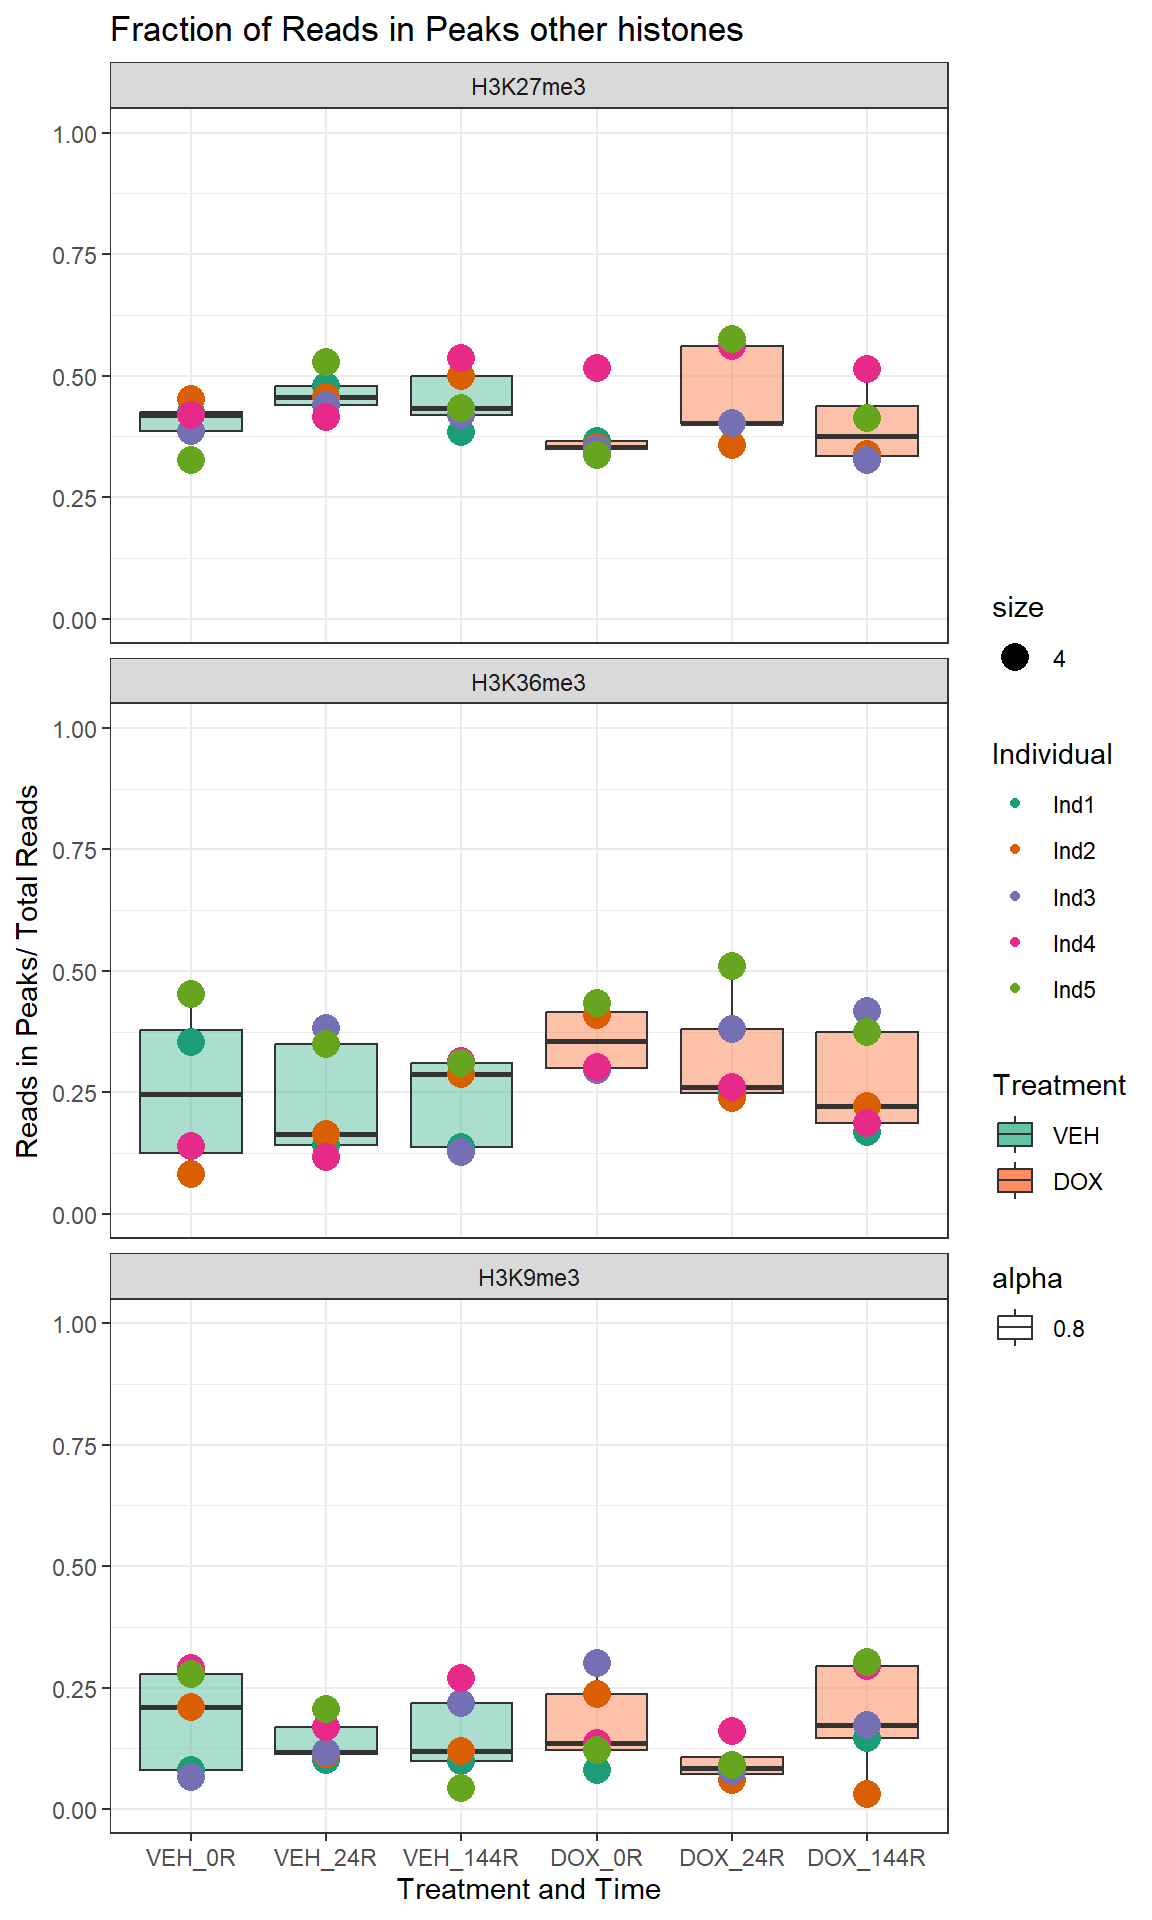 Fraction of Reads in Peaks other histones
H3K27me3
1.00
0.75
0.50
0.25
0.00
H3K36me3
1.00
0.75
0.50
0.25
0.00
H3K9me3
1.00
0.75
0.50
0.25
0.00
Reads in Peaks/ Total Reads
VEH_0R VEH_24R VEH_144R DOX_0R DOX_24R DOX_144R
Treatment and Time
size
4
Individual
Ind1
Ind2
Ind3
Ind4
Ind5
Treatment
VEH
DOX
alpha
0.8